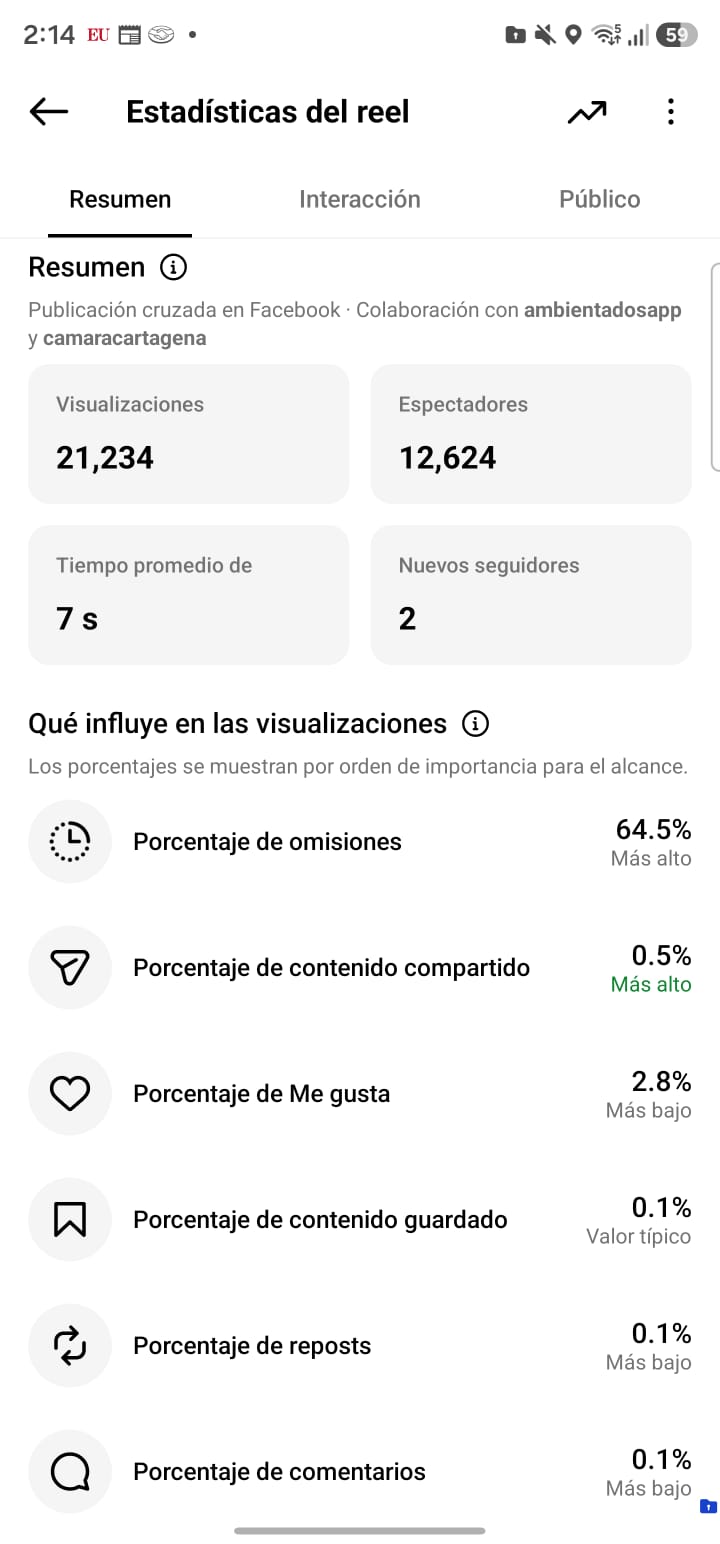 2:14 EU 5 59
Estadísticas del reel
Resumen Interacción Público
Resumen
Publicación cruzada en Facebook · Colaboración con ambientadosapp
y camaracartagena
Visualizaciones
21,234
Espectadores
12,624
Tiempo promedio de
7 s
Nuevos seguidores
2
Qué influye en las visualizaciones
Los porcentajes se muestran por orden de importancia para el alcance.
Porcentaje de omisiones
64.5%
Más alto
Porcentaje de contenido compartido
0.5%
Más alto
Porcentaje de Me gusta
2.8%
Más bajo
Porcentaje de contenido guardado
0.1%
Valor típico
Porcentaje de reposts
0.1%
Más bajo
Porcentaje de comentarios
0.1%
Más bajo